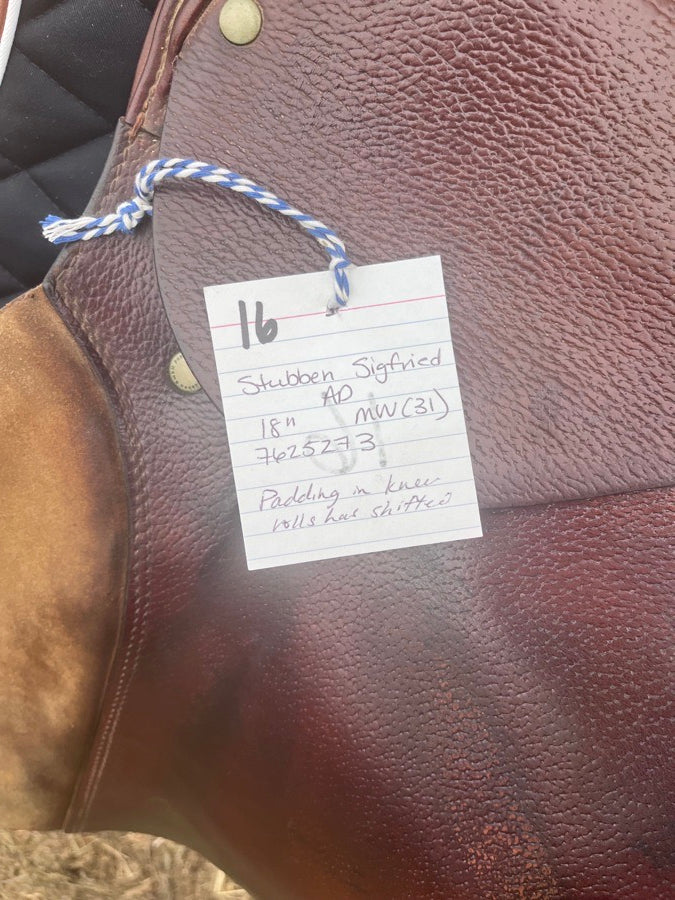 16
Stubben Sigfried
AD
18" MW (31)
7625273
Padding in knee
rolls has shifted